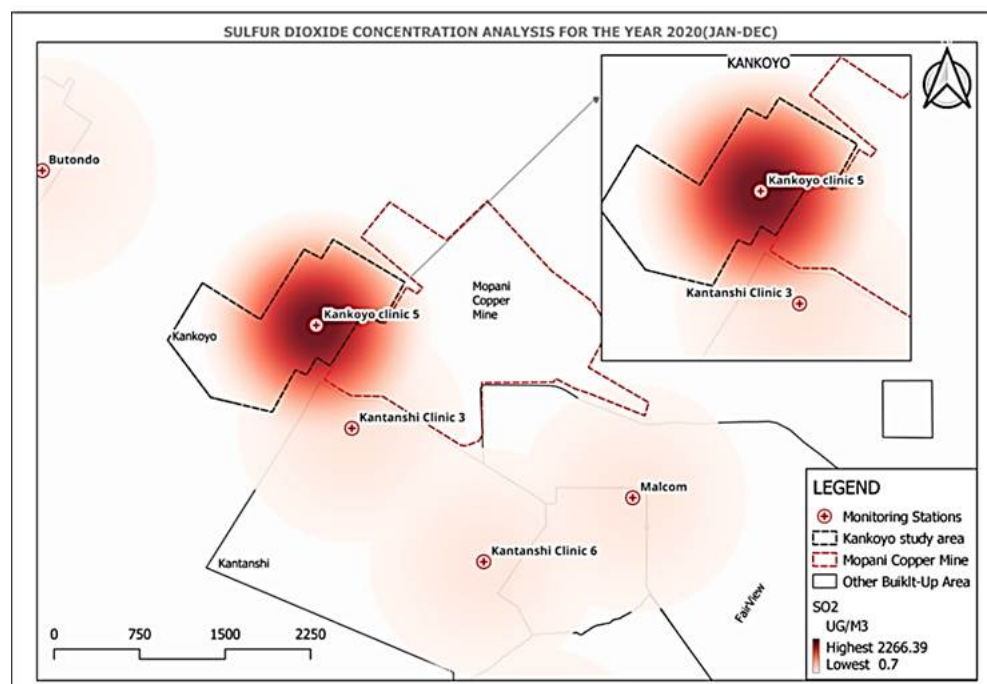 SULFUR DIOXIDE CONCENTRATION ANALYSIS FOR THE YEAR 2020(JAN-DEC)
KANKOYO
Kankoyo clinic 5
Kantanshi Clinic 3
Butondo
Mopani
Copper
Mine
Kankoyo clinic 5
Kankoyo
Kantanshi Clinic 3
Malcom
Kantanshi Clinic 6
Kantanshi
FairView
0 750 1500 2250
LEGEND
Monitoring Stations
Kankoyo study area
Mopani Copper Mine
Other Buiklt-Up Area
SO2
UG/M3
Highest 2266.39
Lowest 0.7